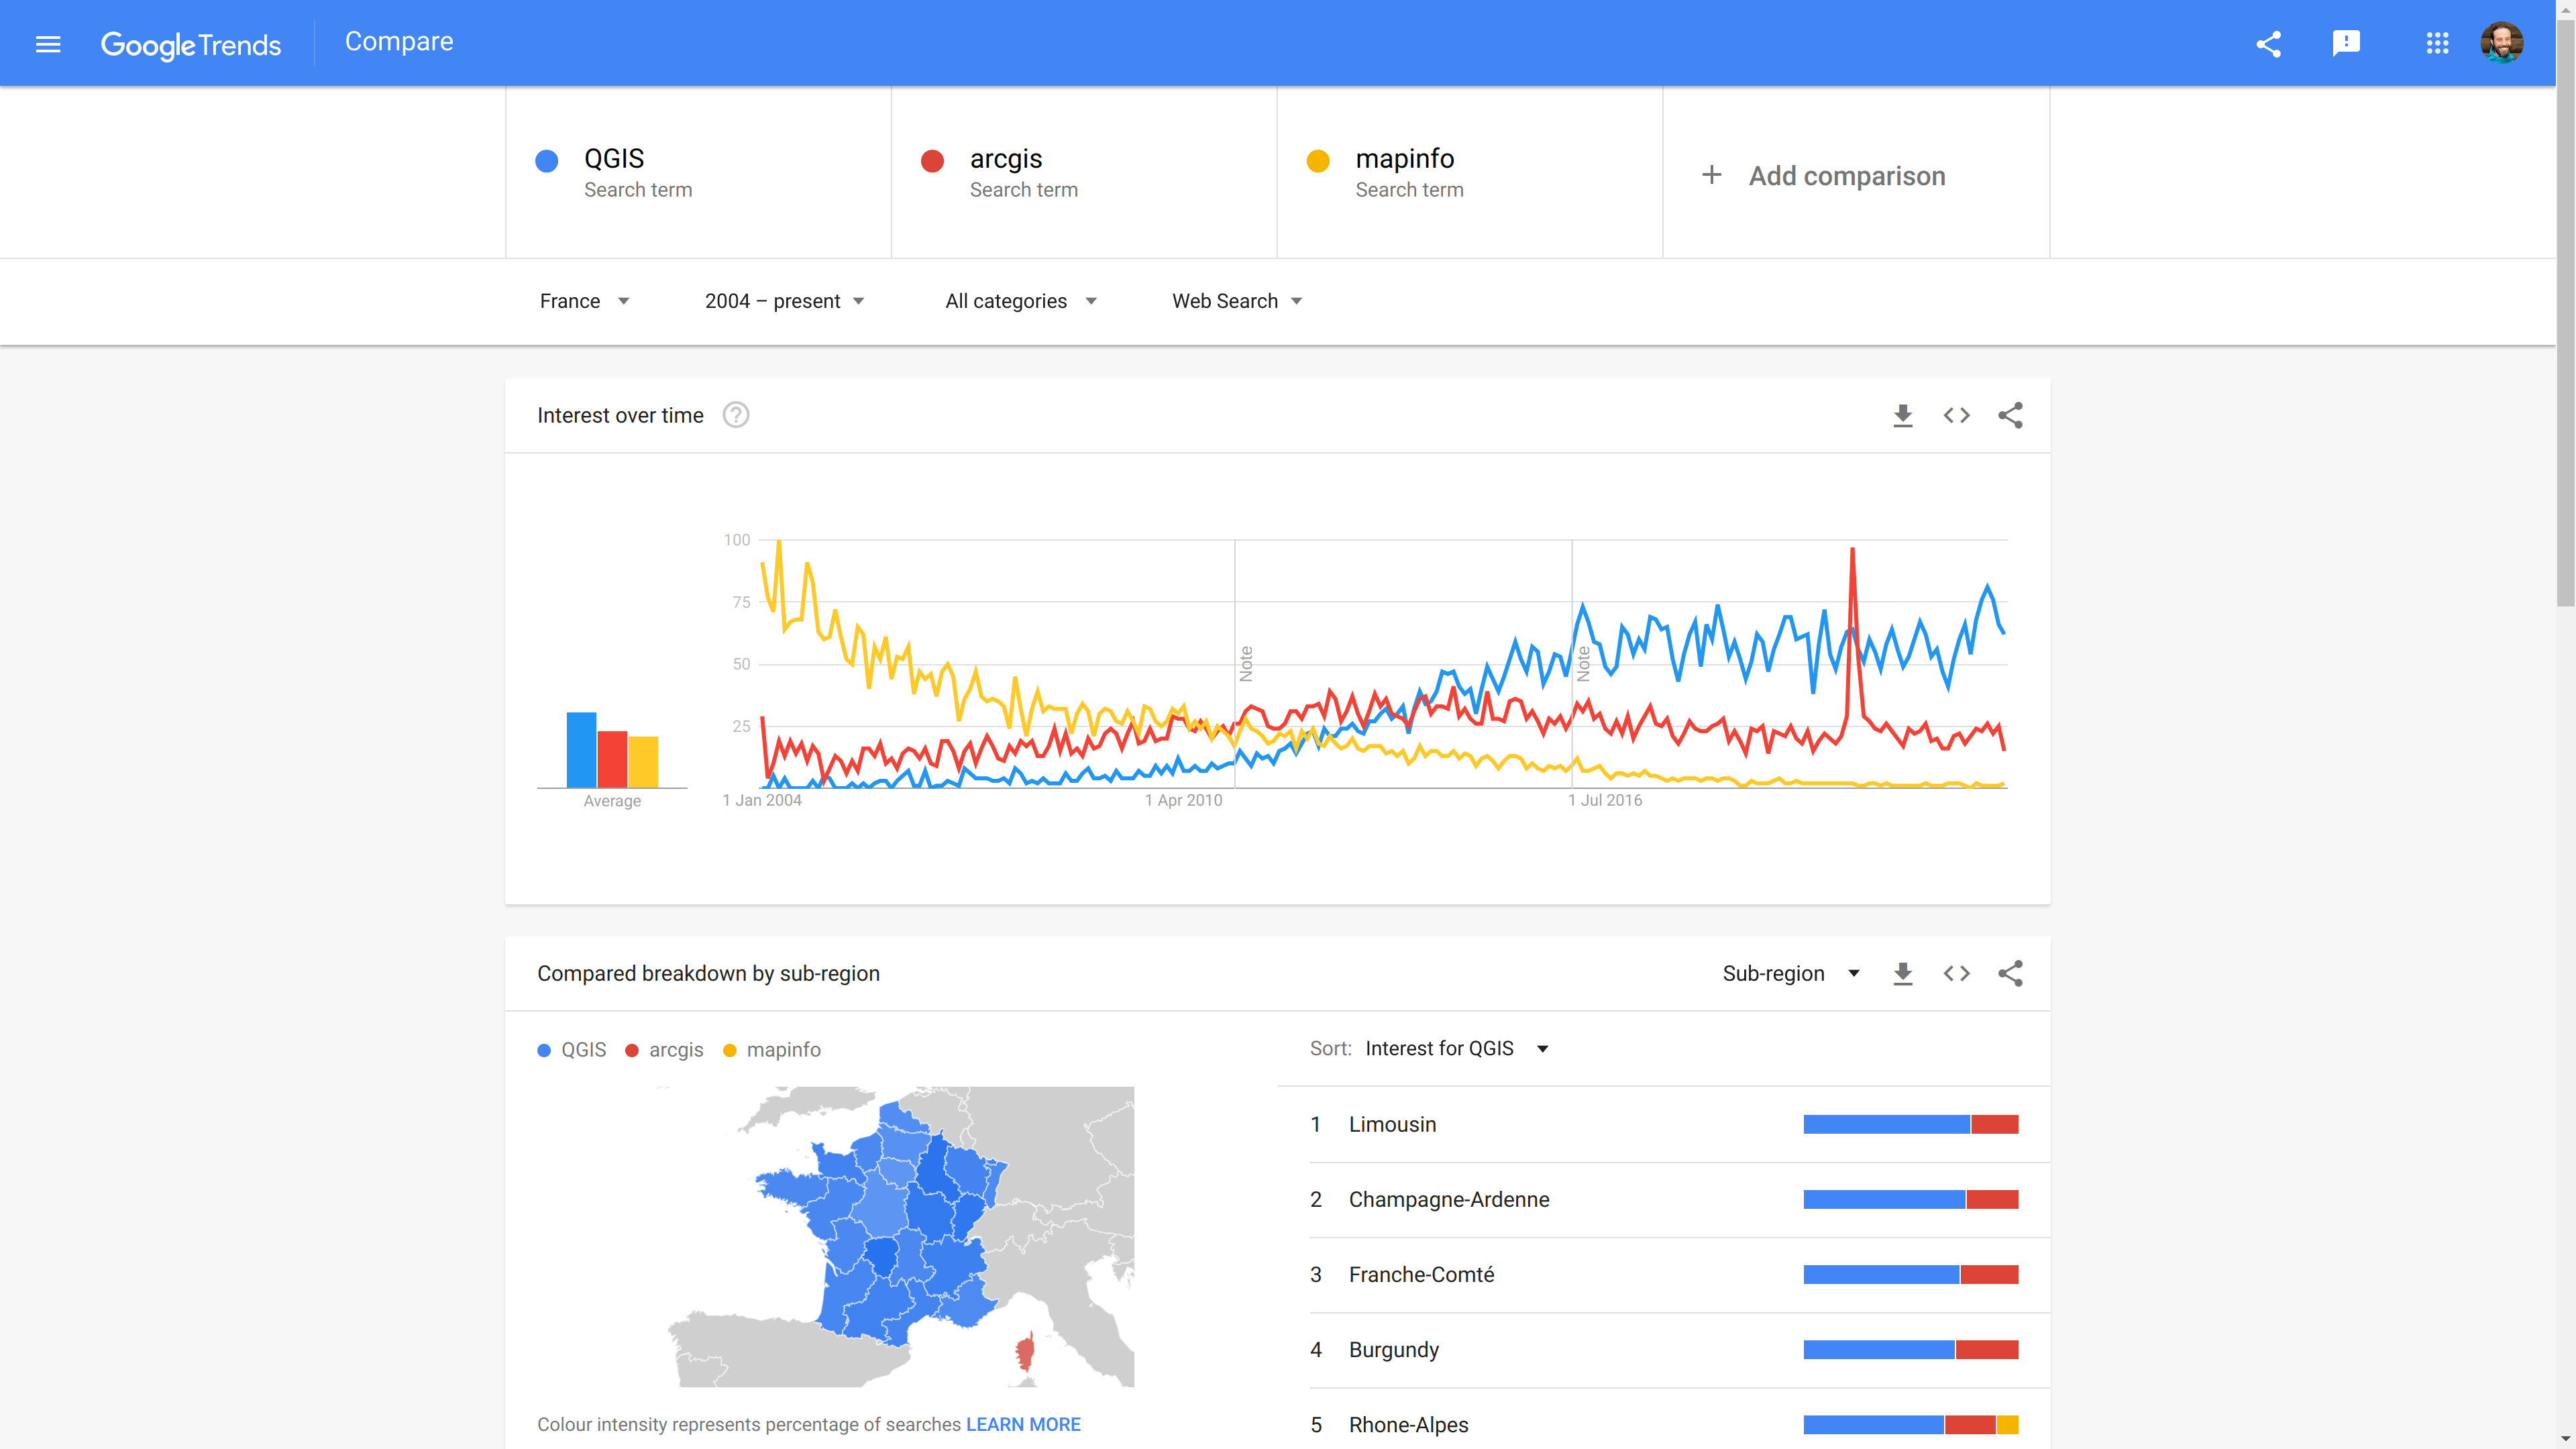 Google Trends Compare
QGIS
Search term
arcgis
Search term
mapinfo
Search term
+ Add comparison
France 2004 – present All categories Web Search
Interest over time ?
100
75
50
25
Note
Note
Average
1 Jan 2004 1 Apr 2010 1 Jul 2016
Compared breakdown by sub-region
Sub-region
QGIS arcgis mapinfo
Sort: Interest for QGIS
1 Limousin
2 Champagne-Ardenne
3 Franche-Comté
4 Burgundy
5 Rhone-Alpes
Colour intensity represents percentage of searches LEARN MORE